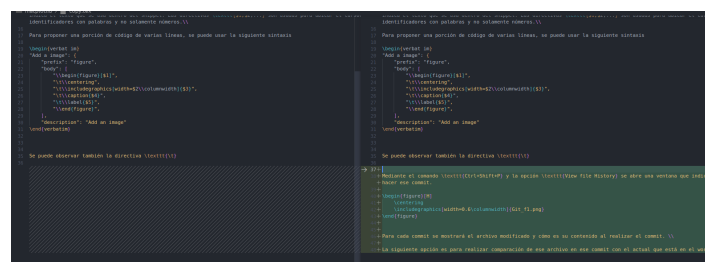 identificadores con palabras y no solamente números.\\
Para proponer una porción de código de varias líneas, se puede usar la siguiente sintaxis
\begin{verbat im}
"Add a image": {
"prefix": "figure",
"body": [
"\\begin{figure}[$1]",
"\t\\centering",
"\t\\includegraphics[width=$2\\columnwidth]{$3}",
"\t\\caption{$4}",
"\t\\label{$5}",
"\\end{figure}",
],
"description": "Add an image"
}
\end{verbatim}
Se puede observar también la directiva \texttt{\t}
identificadores con palabras y no solamente números.\\
Para proponer una porción de código de varias líneas, se puede usar la siguiente sintaxis
\begin{verbat im}
"Add a image": {
"prefix": "figure",
"body": [
"\\begin{figure}[$1]",
"\t\\centering",
"\t\\includegraphics[width=$2\\columnwidth]{$3}",
"\t\\caption{$4}",
"\t\\label{$5}",
"\\end{figure}",
],
"description": "Add an image"
}
\end{verbatim}
Se puede observar también la directiva \texttt{\t}
37
Mediante el comando \texttt{Ctrl+Shift+P} y la opción \texttt{View File History} se abre una ventana que indi
hacer ese commit.
\begin{figure}[H]
\centering
\includegraphics[width=0.6\columnwidth]{Git_f1.png}
\end{figure}
Para cada commit se mostrará el archivo modificado y cómo es su contenido al realizar el commit. \\
La siguiente opción es para realizar comparación de ese archivo en ese commit con el actual que está en el wo